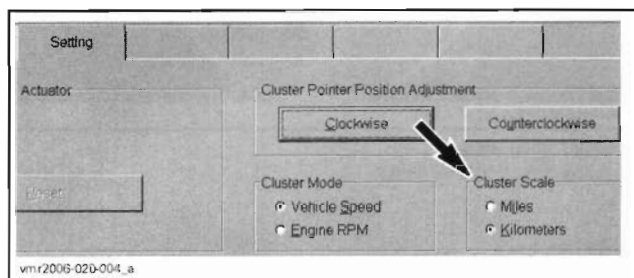 Setting
Actuator
Cluster Pointer Position Adjustment
Clockwise
Counterclockwise
Reset
Cluster Mode
Cluster Scale
Vehicle Speed
Miles
Engine RPM
Kilometers
vmr2006-020-004_a